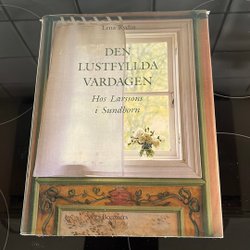 Lena Rydin
DEN
LUSTFYLLDA
VARDAGEN
Hos Larssons
i Sundborn